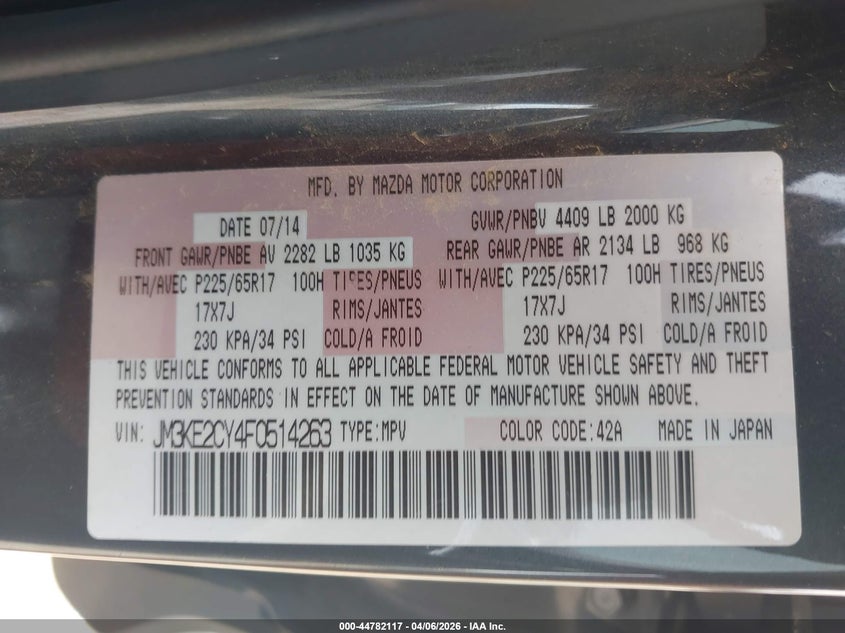 MFD. BY MAZDA MOTOR CORPORATION
DATE 07/14 GVWR/PNBV 4409 LB 2000 KG
FRONT GAWR/PNBE AV 2282 LB 1035 KG REAR GAWR/PNBE AR 2134 LB 968 KG
WITH/AVEC P225/65R17 100H TIRES/PNEUS WITH/AVEC P225/65R17 100H TIRES/PNEUS
17X7J RIMS/JANTES 17X7J RIMS/JANTES
230 KPA/34 PSI COLD/A FROID 230 KPA/34 PSI COLD/A FROID
THIS VEHICLE CONFORMS TO ALL APPLICABLE FEDERAL MOTOR VEHICLE SAFETY AND THEFT
PREVENTION STANDARDS IN EFFECT ON THE DATE OF MANUFACTURE SHOWN ABOVE.
VIN: JM3KE2CY4F0514263 TYPE:MPV COLOR CODE:42A MADE IN JAPAN
000-44782117 - 04/06/2026 - IAA Inc.